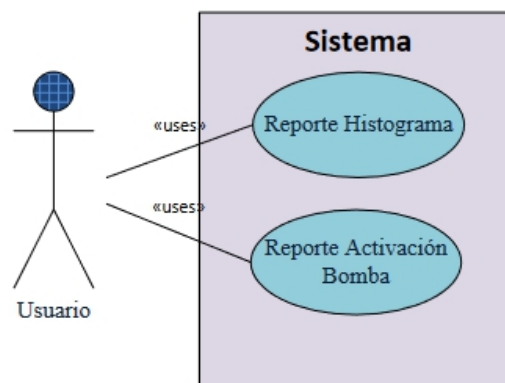 Sistema
«uses»
Reporte Histograma
«uses»
Reporte Activación
Bomba
Usuario